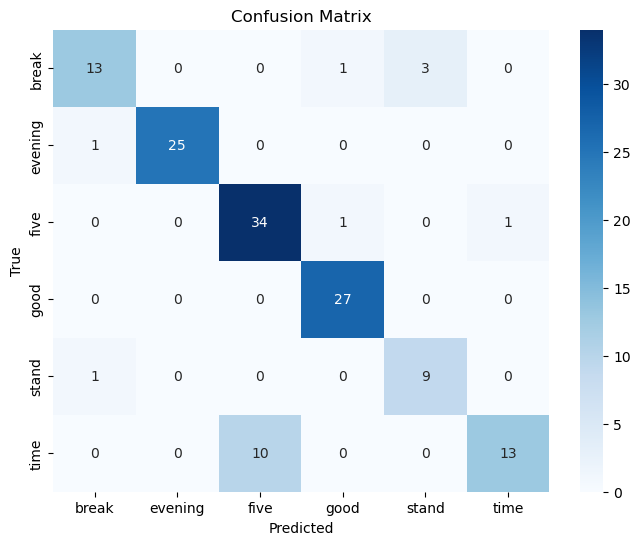 Confusion Matrix
True
break 13 0 0 1 3 0
evening 1 25 0 0 0 0
five 0 0 34 1 0 1
good 0 0 0 27 0 0
stand 1 0 0 0 9 0
time 0 0 10 0 0 13
break evening five good stand time
Predicted
30
25
20
15
10
5
0